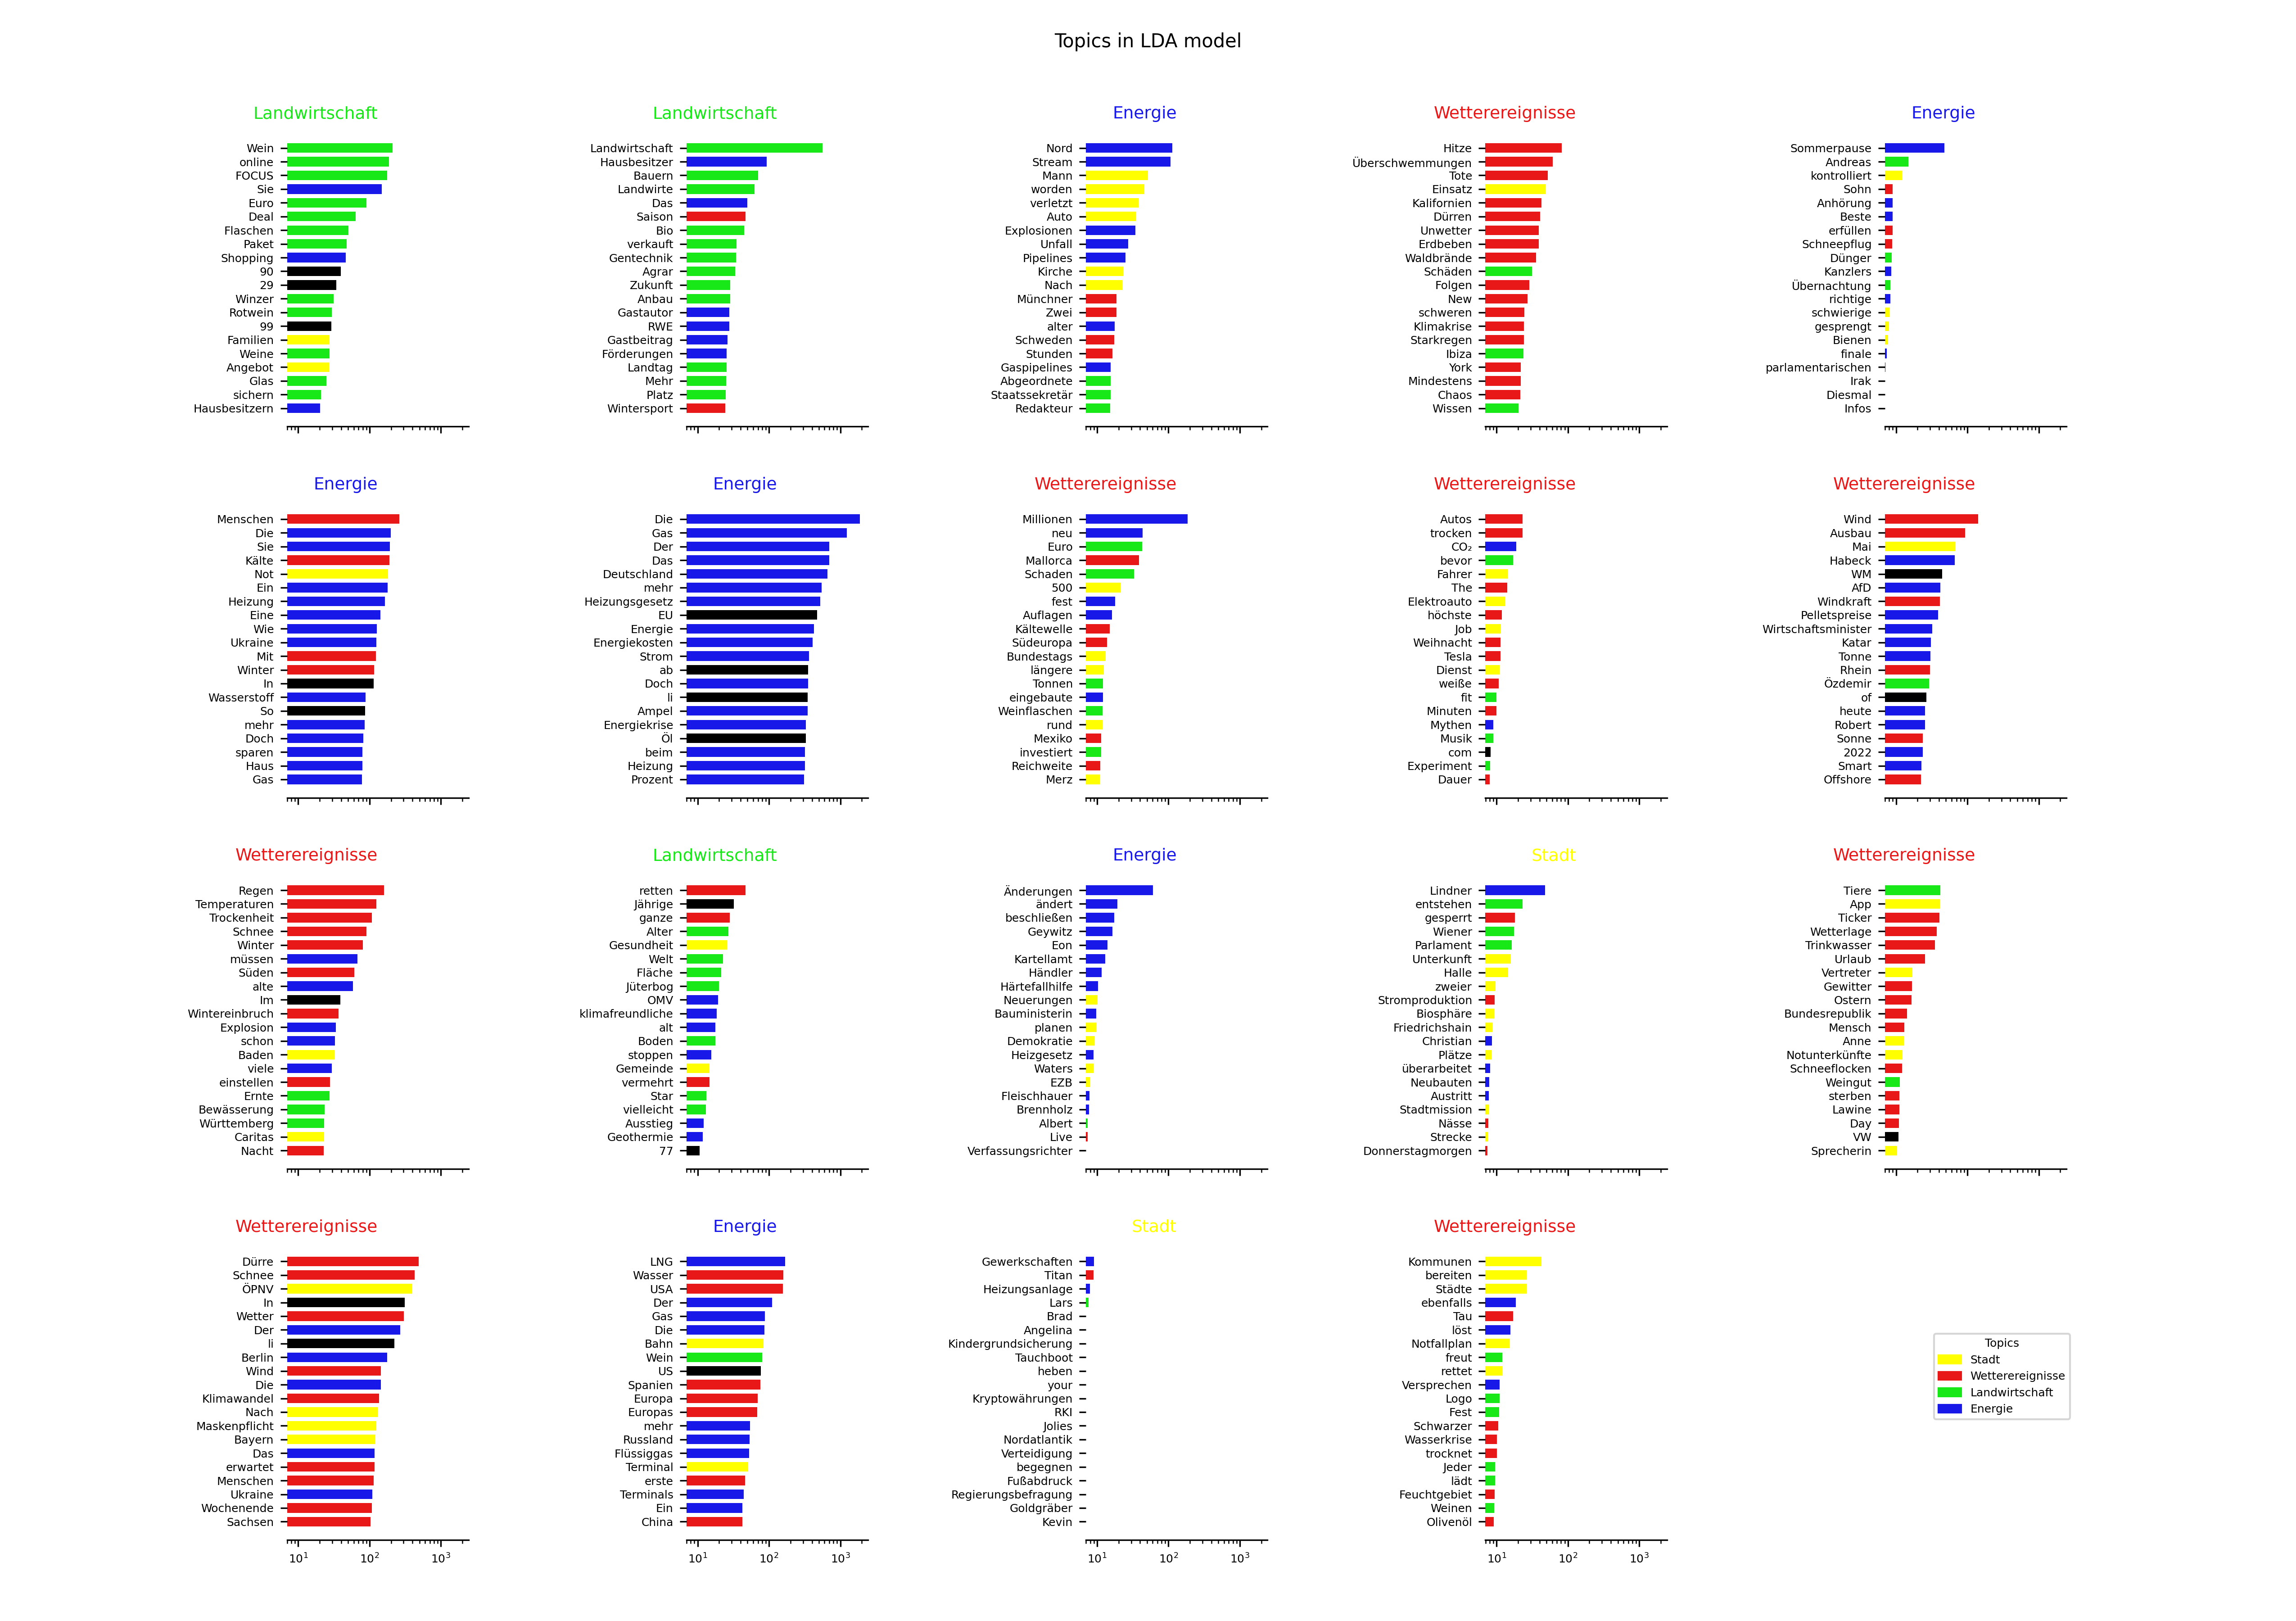 Topics in LDA model
Landwirtschaft
Wein
online
FOCUS
Sie
Euro
Deal
Flaschen
Paket
Shopping
90
29
Winzer
Rotwein
99
Familien
Weine
Angebot
Glas
sichern
Hausbesitzern
Landwirtschaft
Landwirtschaft
Hausbesitzer
Bauern
Landwirte
Das
Saison
Bio
verkauft
Gentechnik
Agrar
Zukunft
Anbau
Gastautor
RWE
Gastbeitrag
Förderungen
Landtag
Mehr
Platz
Wintersport
Energie
Nord
Stream
Mann
worden
verletzt
Auto
Explosionen
Unfall
Pipelines
Kirche
Nach
Münchner
Zwei
alter
Schweden
Stunden
Gaspipelines
Abgeordnete
Staatssekretär
Redakteur
Wetterereignisse
Hitze
Überschwemmungen
Tote
Einsatz
Kalifornien
Dürren
Unwetter
Erdbeben
Waldbrände
Schäden
Folgen
New
schweren
Klimakrise
Starkregen
Ibiza
York
Mindestens
Chaos
Wissen
Energie
Sommerpause
Andreas
kontrolliert
Sohn
Anhörung
Beste
erfüllen
Schneepflug
Dünger
Kanzlers
Übernachtung
richtige
schwierige
gesprengt
Bienen
finale
parlamentarischen
Irak
Diesmal
Infos
Energie
Menschen
Die
Sie
Kälte
Not
Ein
Heizung
Eine
Wie
Ukraine
Mit
Winter
In
Wasserstoff
So
mehr
Doch
sparen
Haus
Gas
Energie
Die
Gas
Der
Das
Deutschland
mehr
Heizungsgesetz
EU
Energie
Energiekosten
Strom
ab
Doch
li
Ampel
Energiekrise
Öl
beim
Heizung
Prozent
Wetterereignisse
Millionen
neu
Euro
Mallorca
Schaden
500
fest
Auflagen
Kältewelle
Südeuropa
Bundestags
längere
Tonnen
eingebaute
Weinflaschen
rund
Mexiko
investiert
Reichweite
Merz
Wetterereignisse
Autos
trocken
CO₂
bevor
Fahrer
The
Elektroauto
höchste
Job
Weihnacht
Tesla
Dienst
weiße
fit
Minuten
Mythen
Musik
com
Experiment
Dauer
Wetterereignisse
Wind
Ausbau
Mai
Habeck
WM
AfD
Windkraft
Pelletspreise
Wirtschaftsminister
Katar
Tonne
Rhein
Özdemir
of
heute
Robert
Sonne
2022
Smart
Offshore
Wetterereignisse
Regen
Temperaturen
Trockenheit
Schnee
Winter
müssen
Süden
alte
Im
Wintereinbruch
Explosion
schon
Baden
viele
einstellen
Ernte
Bewässerung
Württemberg
Caritas
Nacht
Landwirtschaft
retten
Jährige
ganze
Alter
Gesundheit
Welt
Fläche
Jüterbog
OMV
klimafreundliche
alt
Boden
stoppen
Gemeinde
vermehrt
Star
vielleicht
Ausstieg
Geothermie
77
Energie
Änderungen
ändert
beschließen
Geywitz
Eon
Kartellamt
Händler
Härtefallhilfe
Neuerungen
Bauministerin
planen
Demokratie
Heizgesetz
Waters
EZB
Fleischhauer
Brennholz
Albert
Live
Verfassungsrichter
Stadt
Lindner
entstehen
gesperrt
Wiener
Parlament
Unterkunft
Halle
zweier
Stromproduktion
Biosphäre
Friedrichshain
Christian
Plätze
überarbeitet
Neubauten
Austritt
Stadtmission
Nässe
Strecke
Donnerstagmorgen
Wetterereignisse
Tiere
App
Ticker
Wetterlage
Trinkwasser
Urlaub
Vertreter
Gewitter
Ostern
Bundesrepublik
Mensch
Anne
Notunterkünfte
Schneeflocken
Weingut
sterben
Lawine
Day
VW
Sprecherin
Wetterereignisse
Dürre
Schnee
ÖPNV
In
Wetter
Der
li
Berlin
Wind
Die
Klimawandel
Nach
Maskenpflicht
Bayern
Das
erwartet
Menschen
Ukraine
Wochenende
Sachsen
10¹ 10² 10³
Energie
LNG
Wasser
USA
Der
Gas
Die
Bahn
Wein
US
Spanien
Europa
Europas
mehr
Russland
Flüssiggas
Terminal
erste
Terminals
Ein
China
10¹ 10² 10³
Stadt
Gewerkschaften
Titan
Heizungsanlage
Lars
Brad
Angelina
Kindergrundsicherung
Tauchboot
heben
your
Kryptowährungen
RKI
Jolies
Nordatlantik
Verteidigung
begegnen
Fußabdruck
Regierungsbefragung
Goldgräber
Kevin
10¹ 10² 10³
Wetterereignisse
Kommunen
bereiten
Städte
ebenfalls
Tau
löst
Notfallplan
freut
rettet
Versprechen
Logo
Fest
Schwarzer
Wasserkrise
trocknet
Jeder
lädt
Feuchtgebiet
Weinen
Olivenöl
10¹ 10² 10³
Topics
Stadt
Wetterereignisse
Landwirtschaft
Energie